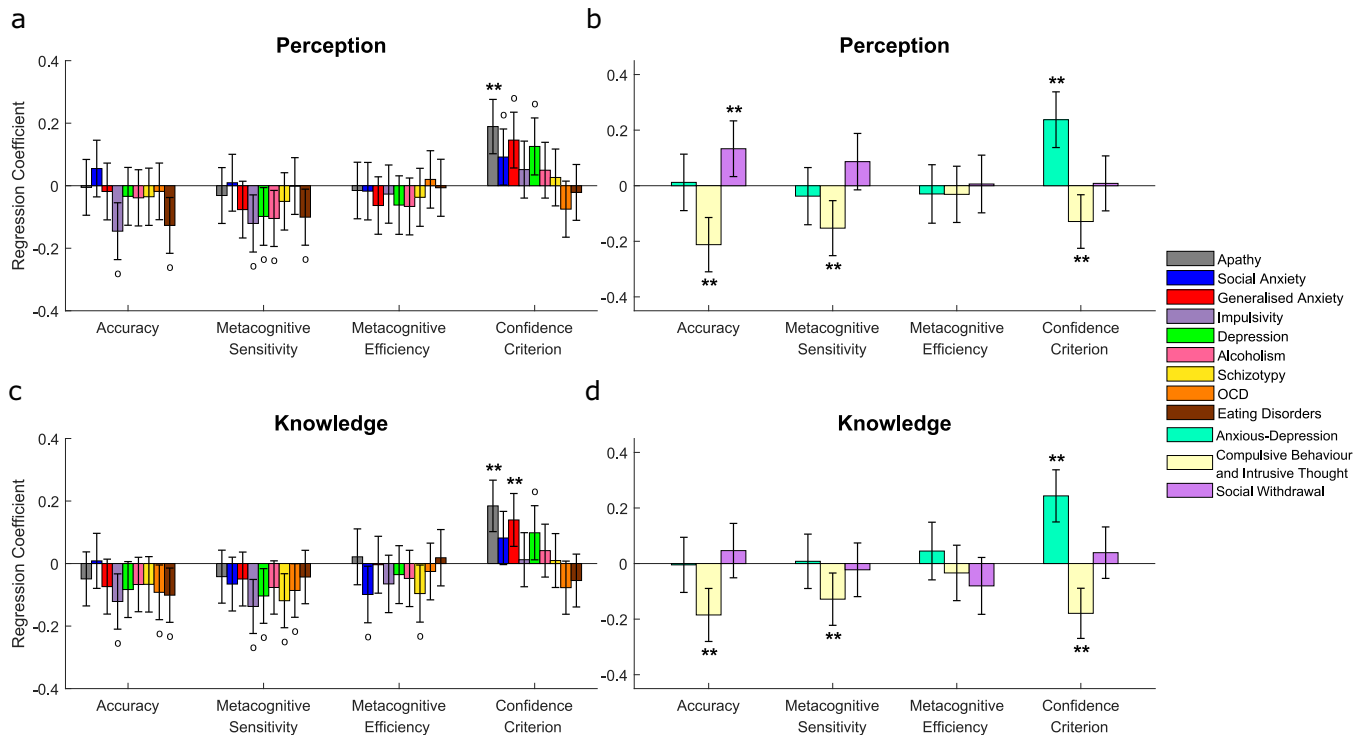 a
Perception
Regression Coefficient
0.4
0.2
0
-0.2
-0.4
** o o o
o o o o o o
Accuracy
Metacognitive
Sensitivity
Metacognitive
Efficiency
Confidence
Criterion
b
Perception
0.4
0.2
0
-0.2
-0.4
** **
** ** **
Accuracy
Metacognitive
Sensitivity
Metacognitive
Efficiency
Confidence
Criterion
Apathy
Social Anxiety
Generalised Anxiety
Impulsivity
Depression
Alcoholism
Schizotypy
OCD
Eating Disorders
Anxious-Depression
Compulsive Behaviour
and Intrusive Thought
Social Withdrawal
c
Knowledge
Regression Coefficient
0.4
0.2
0
-0.2
-0.4
** ** o
o o o o o o o o o
Accuracy
Metacognitive
Sensitivity
Metacognitive
Efficiency
Confidence
Criterion
d
Knowledge
0.4
0.2
0
-0.2
-0.4
**
** ** **
Accuracy
Metacognitive
Sensitivity
Metacognitive
Efficiency
Confidence
Criterion